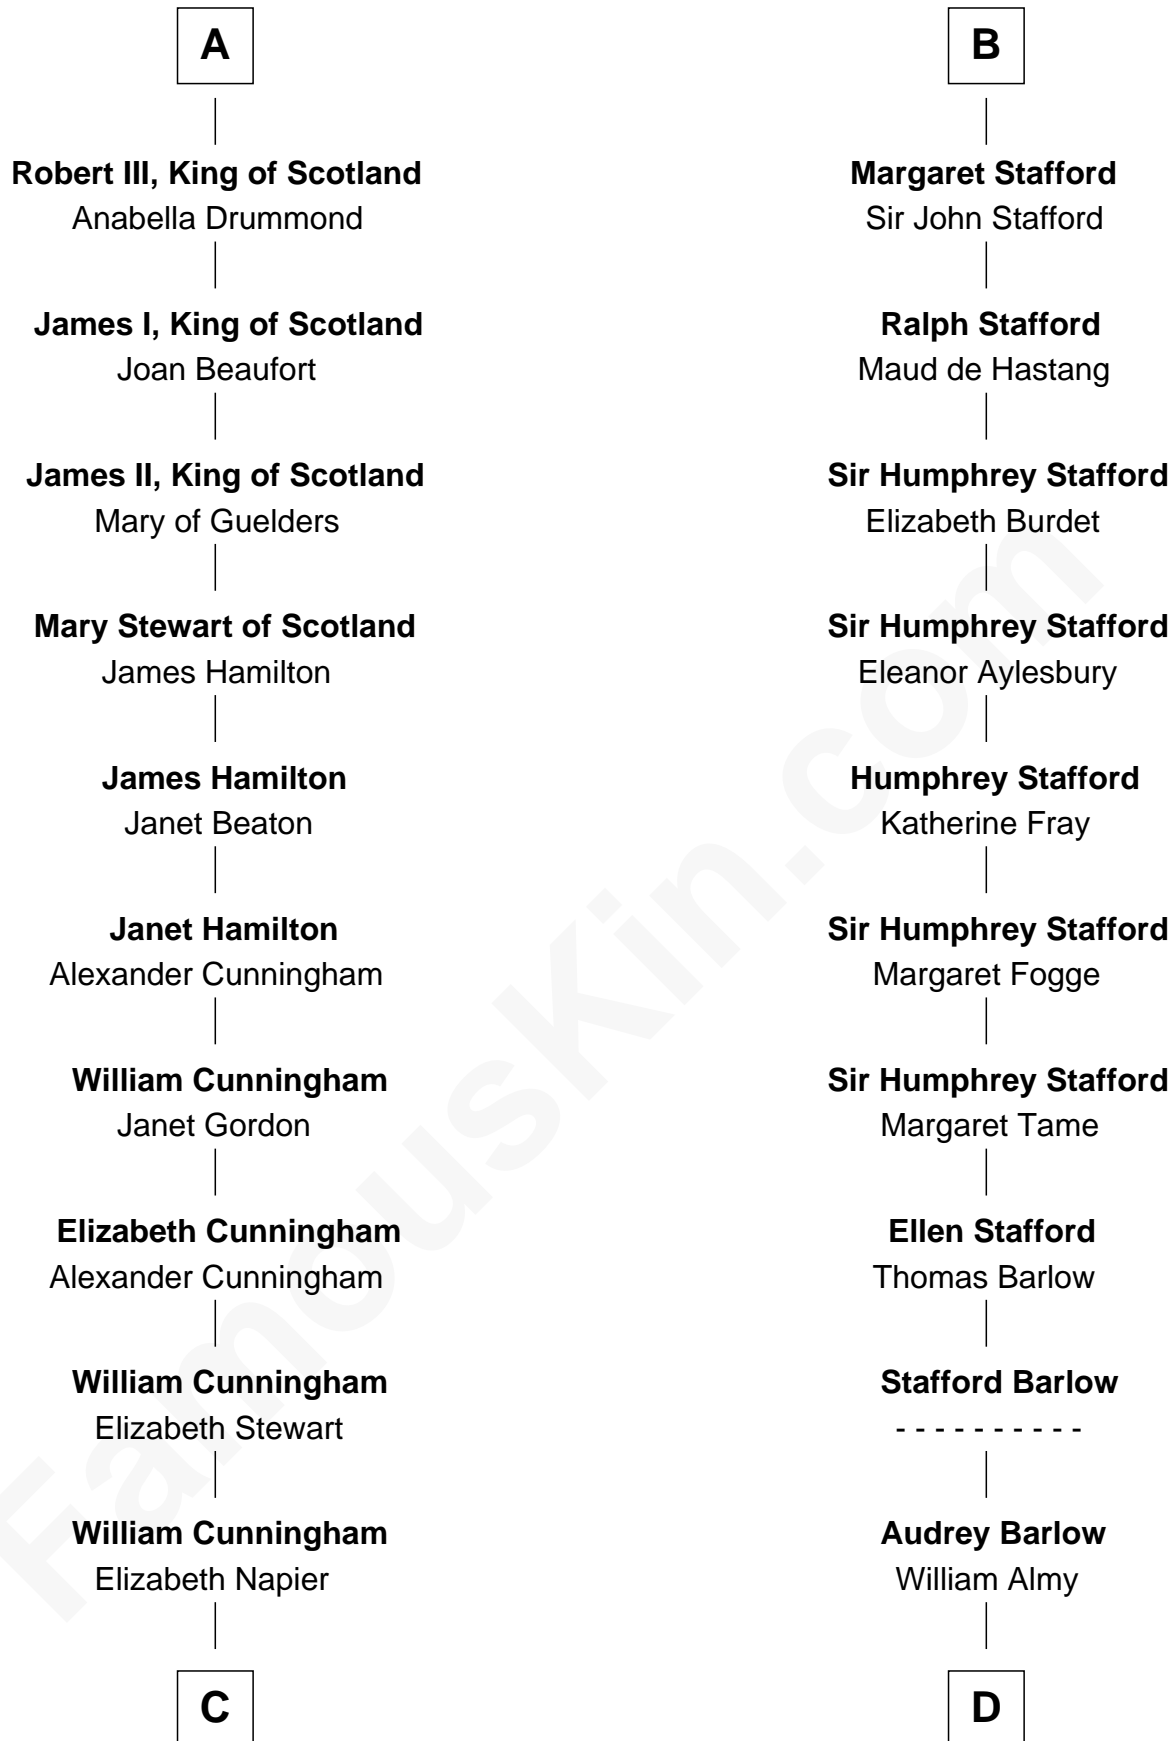 A
Robert III, King of Scotland
Anabella Drummond
James I, King of Scotland
Joan Beaufort
James II, King of Scotland
Mary of Guelders
Mary Stewart of Scotland
James Hamilton
James Hamilton
Janet Beaton
Janet Hamilton
Alexander Cunningham
William Cunningham
Janet Gordon
Elizabeth Cunningham
Alexander Cunningham
William Cunningham
Elizabeth Stewart
William Cunningham
Elizabeth Napier
C
B
Margaret Stafford
Sir John Stafford
Ralph Stafford
Maud de Hastang
Sir Humphrey Stafford
Elizabeth Burdet
Sir Humphrey Stafford
Eleanor Aylesbury
Humphrey Stafford
Katherine Fray
Sir Humphrey Stafford
Margaret Fogge
Sir Humphrey Stafford
Margaret Tame
Ellen Stafford
Thomas Barlow
Stafford Barlow
- - - - - - - - - -
Audrey Barlow
William Almy
D
FamousKin.com